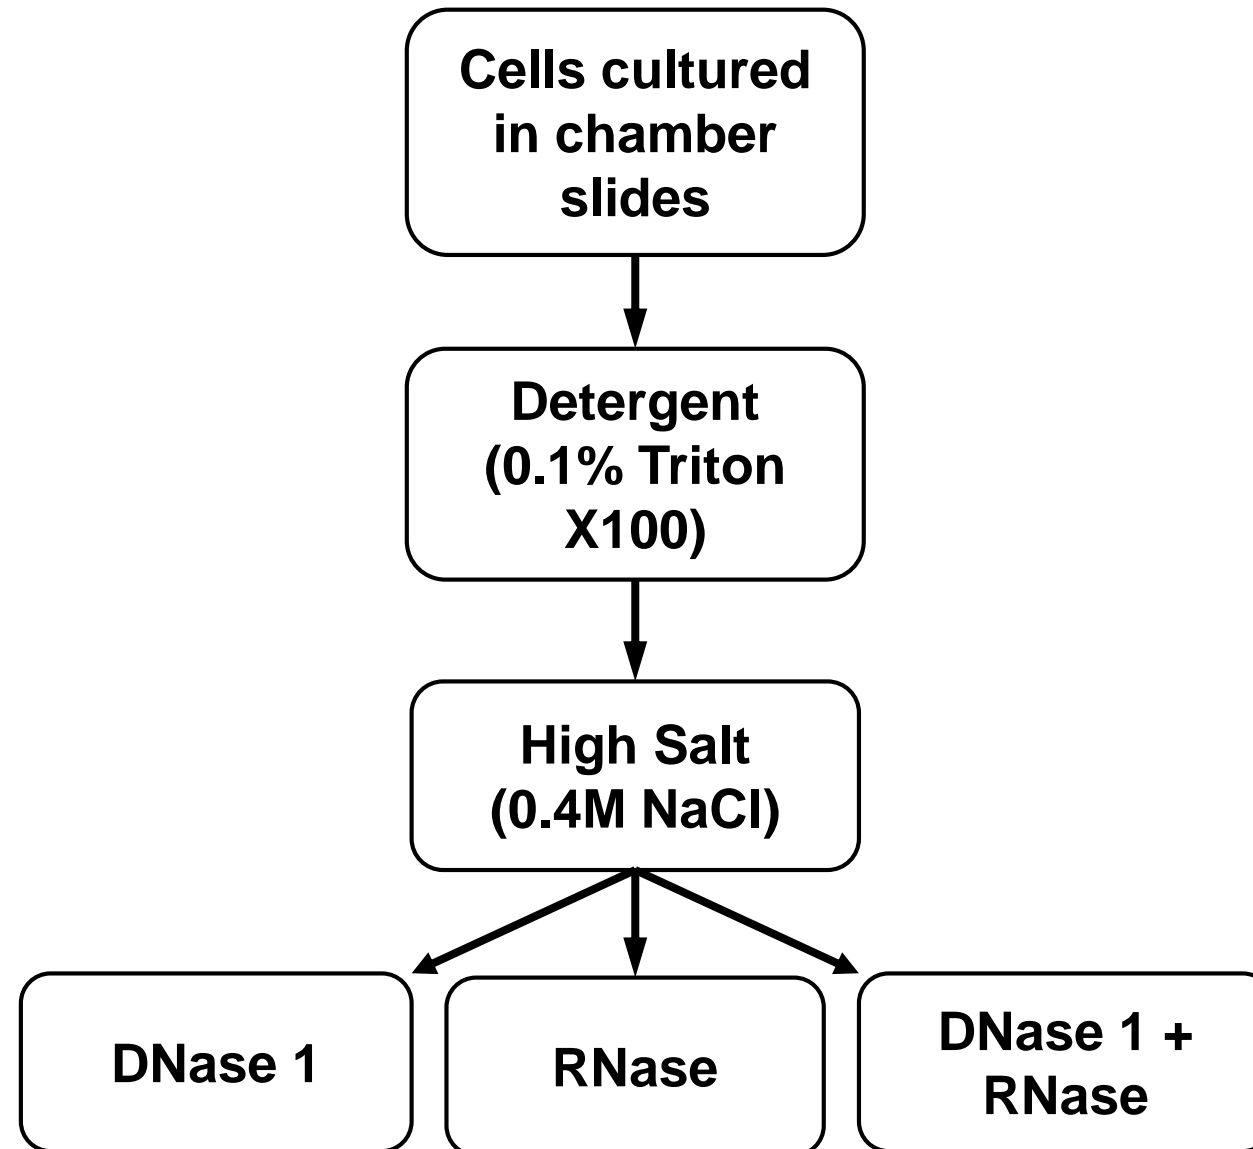 Cells cultured
in chamber
slides
Detergent
(0.1% Triton
X100)
High Salt
(0.4M NaCl)
DNase 1
RNase
DNase 1 +
RNase